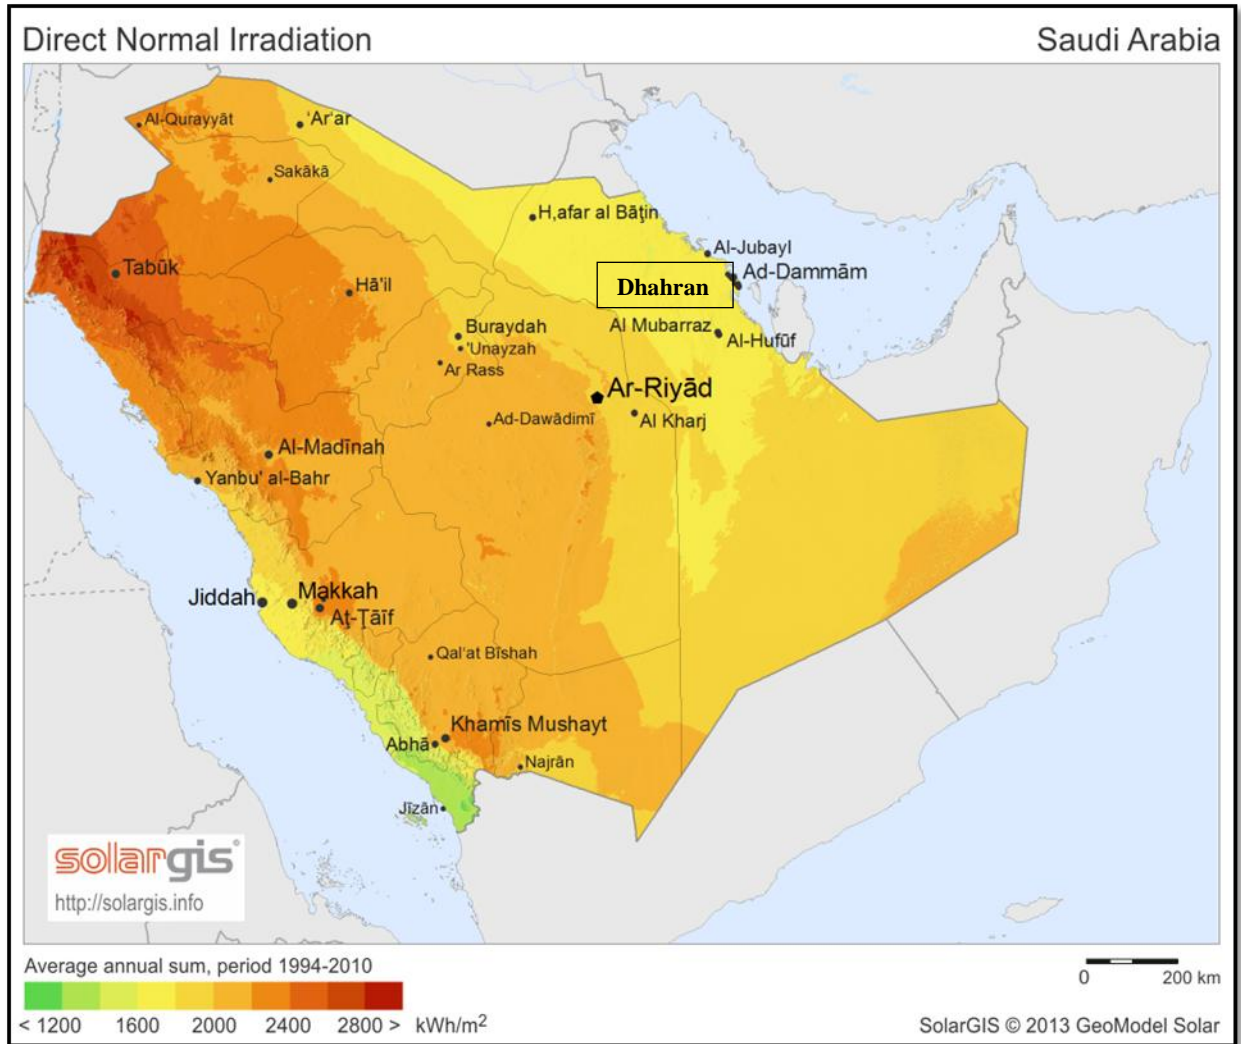 Direct Normal Irradiation
Saudi Arabia
Al-Qurayyāt
'Ar'ar
Sakākā
H,afar al Bāţin
Al-Jubayl
Tabūk
Ad-Dammām
Hā'il
Dhahran
Buraydah
Al Mubarraz
'Unayzah
Al-Hufūf
Ar Rass
Ar-Riyād
Ad-Dawādimī
Al Kharj
Al-Madīnah
Yanbu' al-Bahr
Jiddah
Makkah
Aţ-Ţāīf
Qal'at Bīshah
Khamīs Mushayt
Abhā
Najrān
Jīzān
solargis
http://solargis.info
Average annual sum, period 1994-2010
0 200 km
< 1200 1600 2000 2400 2800 > kWh/m²
SolarGIS © 2013 GeoModel Solar